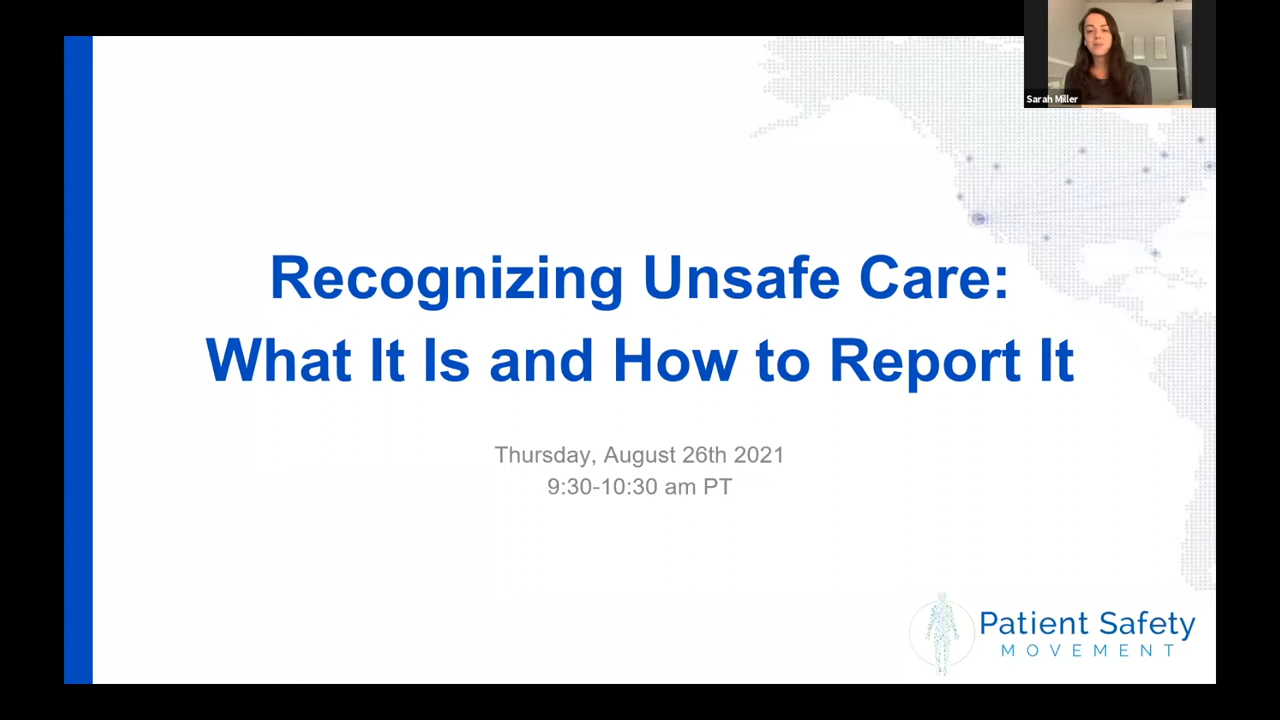 Sarah Miller
Recognizing Unsafe Care:
What It Is and How to Report It
Thursday, August 26th 2021
9:30-10:30 am PT
Patient Safety
MOVEMENT